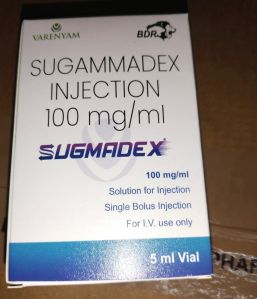 VARENYAM
BDR
SUGAMMADEX
INJECTION
100 mg/ml
SUGMADEX
100 mg/ml
Solution for Injection
Single Bolus Injection
For I.V. use only
5 ml Vial
PHAR